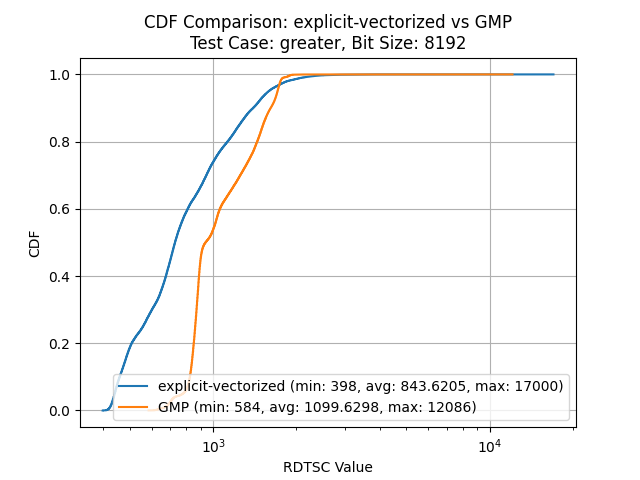 CDF Comparison: explicit-vectorized vs GMP
Test Case: greater, Bit Size: 8192
CDF
1.0
0.8
0.6
0.4
0.2
0.0
explicit-vectorized (min: 398, avg: 843.6205, max: 17000)
GMP (min: 584, avg: 1099.6298, max: 12086)
10³ 10⁴
RDTSC Value